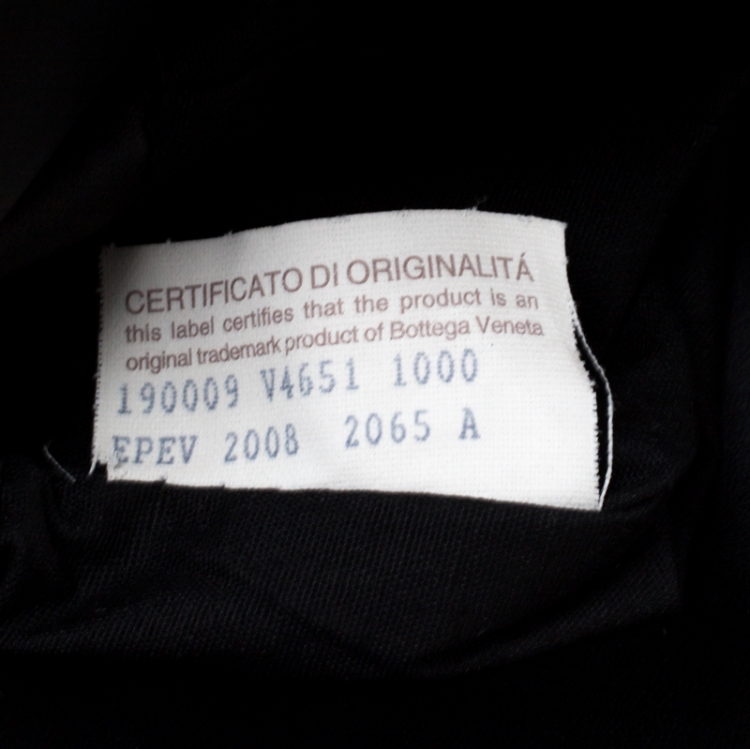 CERTIFICATO DI ORIGINALITÁ
this label certifies that the product is an
original trademark product of Bottega Veneta
190009 V4651 1000
EPEV 2008 2065 A